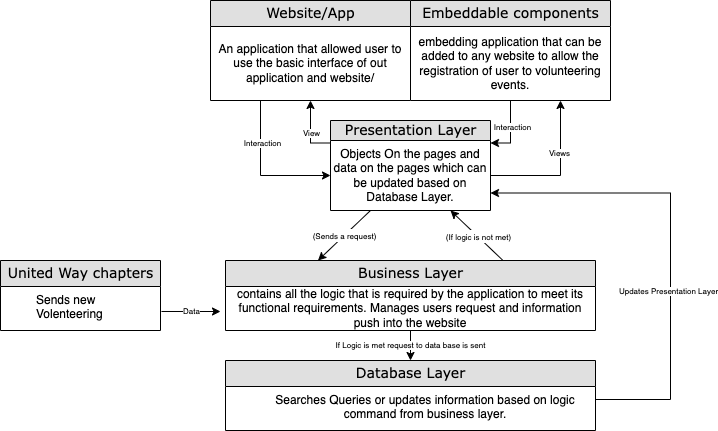 Website/App
Embeddable components
An application that allowed user to
use the basic interface of out
application and website/
embedding application that can be
added to any website to allow the
registration of user to volunteering
events.
Interaction
View
Interaction
Views
Presentation Layer
Objects On the pages and
data on the pages which can
be updated based on
Database Layer.
(Sends a request)
(If logic is not met)
United Way chapters
Sends new
Volenteering
Data
Business Layer
contains all the logic that is required by the application to meet its
functional requirements. Manages users request and information
push into the website
Updates Presentation Layer
If Logic is met request to data base is sent
Database Layer
Searches Queries or updates information based on logic
command from business layer.